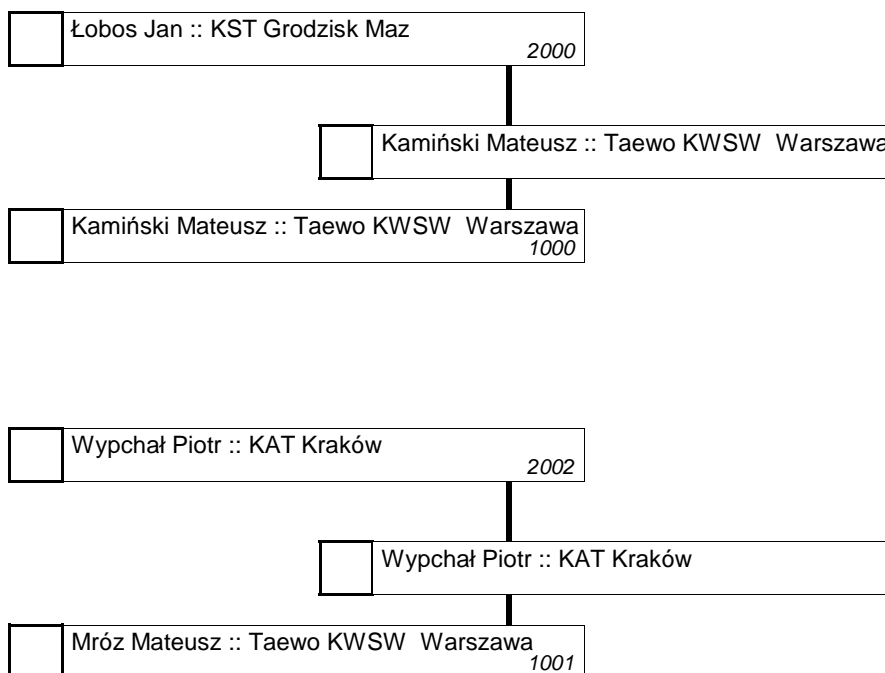 Łobos Jan :: KST Grodzisk Maz
2000
Kamiński Mateusz :: Taewo KWSW  Warszawa
Kamiński Mateusz :: Taewo KWSW  Warszawa
1000
Wypchał Piotr :: KAT Kraków
2002
Wypchał Piotr :: KAT Kraków
Mróz Mateusz :: Taewo KWSW  Warszawa
1001